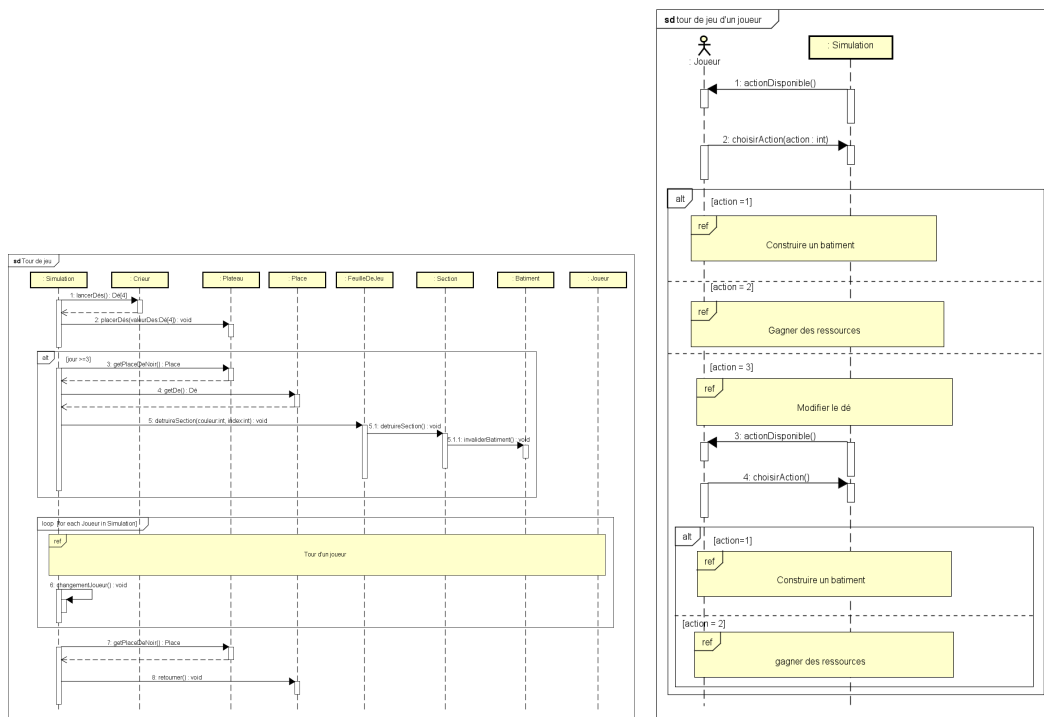 sd Tour de jeu
: Simulation
: Crieur
: Plateau
: Place
: FeuilleDeJeu
: Section
: Batiment
: Joueur
1: lancerDés() : Dé[4]
2: placerDés(valeurDes:Dé[4]) : void
alt
[jour >=3]
3: getPlaceDeNoir() : Place
4: getDe() : Dé
5: detruireSection(couleur:int, index:int) : void
5.1: detruireSection() : void
5.1.1: invaliderBatiment() : void
loop [for each Joueur in Simulation]
ref
Tour d'un joueur
6: changementJoueur() : void
7: getPlaceDeNoir() : Place
8: retourner() : void
sd tour de jeu d'un joueur
: Joueur
: Simulation
1: actionDisponible()
2: choisirAction(action : int)
alt
[action =1]
ref
Construire un batiment
[action = 2]
ref
Gagner des ressources
[action = 3]
ref
Modifier le dé
3: actionDisponible()
4: choisirAction()
alt
[action=1]
ref
Construire un batiment
[action = 2]
ref
gagner des ressources